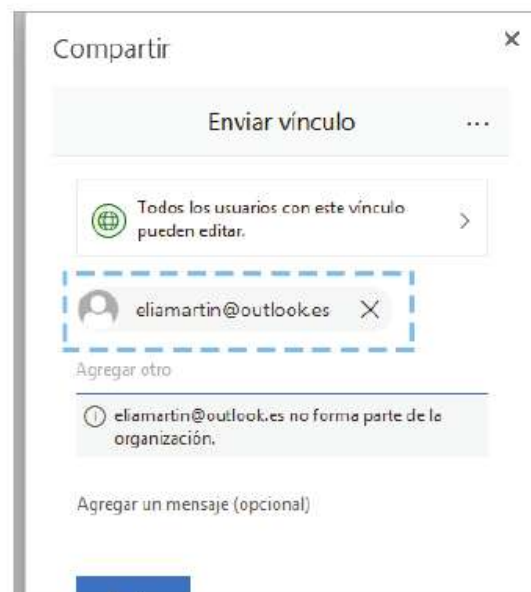 Compartir
Enviar vínculo
Todos los usuarios con este vínculo
pueden editar.
eliamartin@outlook.es
Agregar otro
eliamartin@outlook.es no forma parte de la
organización.
Agregar un mensaje (opcional)